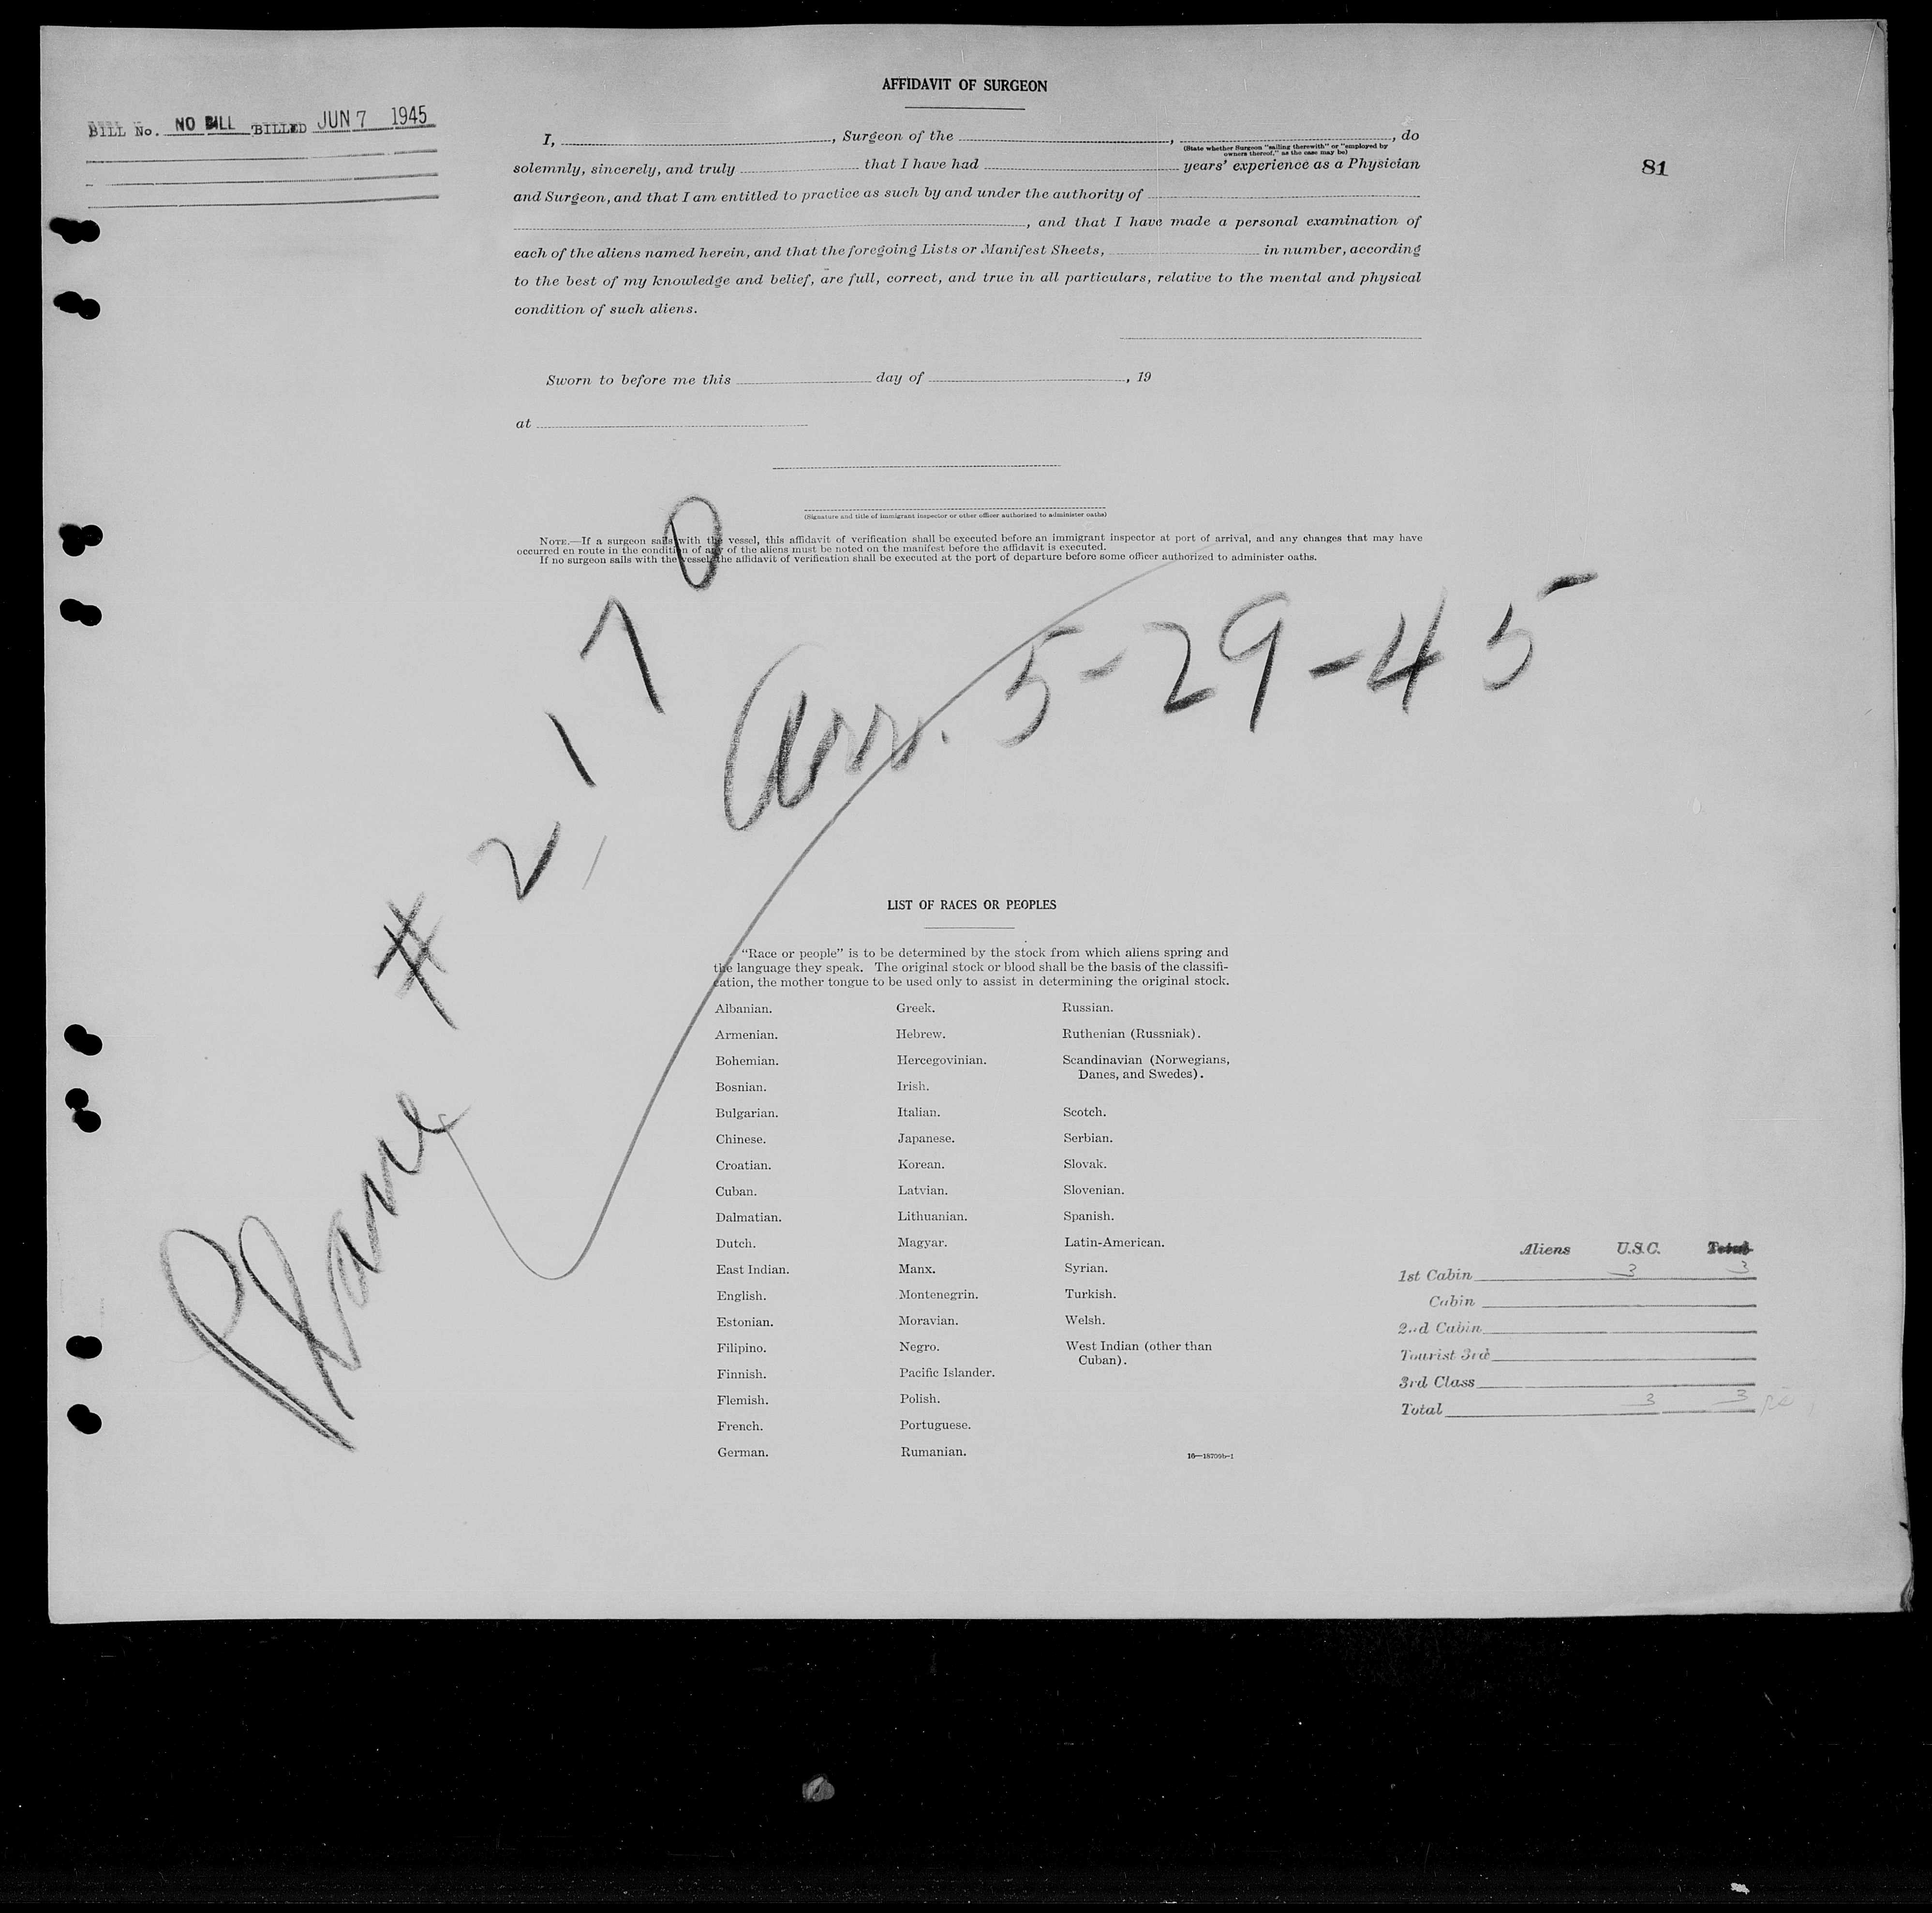 AFFIDAVIT OF SURGEON
BILL No. NO BILL BILLED JUN 7 1945
81
I, , Surgeon of the , , do
(State whether Surgeon "sailing therewith" or "employed by
owners thereof," as the case may be)
solemnly, sincerely, and truly that I have had years' experience as a Physician
and Surgeon, and that I am entitled to practice as such by and under the authority of
, and that I have made a personal examination of
each of the aliens named herein, and that the foregoing Lists or Manifest Sheets, in number, according
to the best of my knowledge and belief, are full, correct, and true in all particulars, relative to the mental and physical
condition of such aliens.
Sworn to before me this day of , 19
at
(Signature and title of immigrant inspector or other officer authorized to administer oaths)
NOTE.—If a surgeon sails with the vessel, this affidavit of verification shall be executed before an immigrant inspector at port of arrival, and any changes that may have
occurred en route in the condition of any of the aliens must be noted on the manifest before the affidavit is executed.
If no surgeon sails with the vessel, the affidavit of verification shall be executed at the port of departure before some officer authorized to administer oaths.
Plane # 2,170
Arr. 5-29-45
LIST OF RACES OR PEOPLES
"Race or people" is to be determined by the stock from which aliens spring and
the language they speak. The original stock or blood shall be the basis of the classifi-
cation, the mother tongue to be used only to assist in determining the original stock.
Albanian.
Armenian.
Bohemian.
Bosnian.
Bulgarian.
Chinese.
Croatian.
Cuban.
Dalmatian.
Dutch.
East Indian.
English.
Estonian.
Filipino.
Finnish.
Flemish.
French.
German.
Greek.
Hebrew.
Hercegovinian.
Irish.
Italian.
Japanese.
Korean.
Latvian.
Lithuanian.
Magyar.
Manx.
Montenegrin.
Moravian.
Negro.
Pacific Islander.
Polish.
Portuguese.
Rumanian.
Russian.
Ruthenian (Russniak).
Scandinavian (Norwegians,
Danes, and Swedes).
Scotch.
Serbian.
Slovak.
Slovenian.
Spanish.
Latin-American.
Syrian.
Turkish.
Welsh.
West Indian (other than
Cuban).
16—18709b-1
Aliens U.S.C. Total
1st Cabin 3 3
Cabin
2nd Cabin
Tourist 3rd
3rd Class
Total 3 3